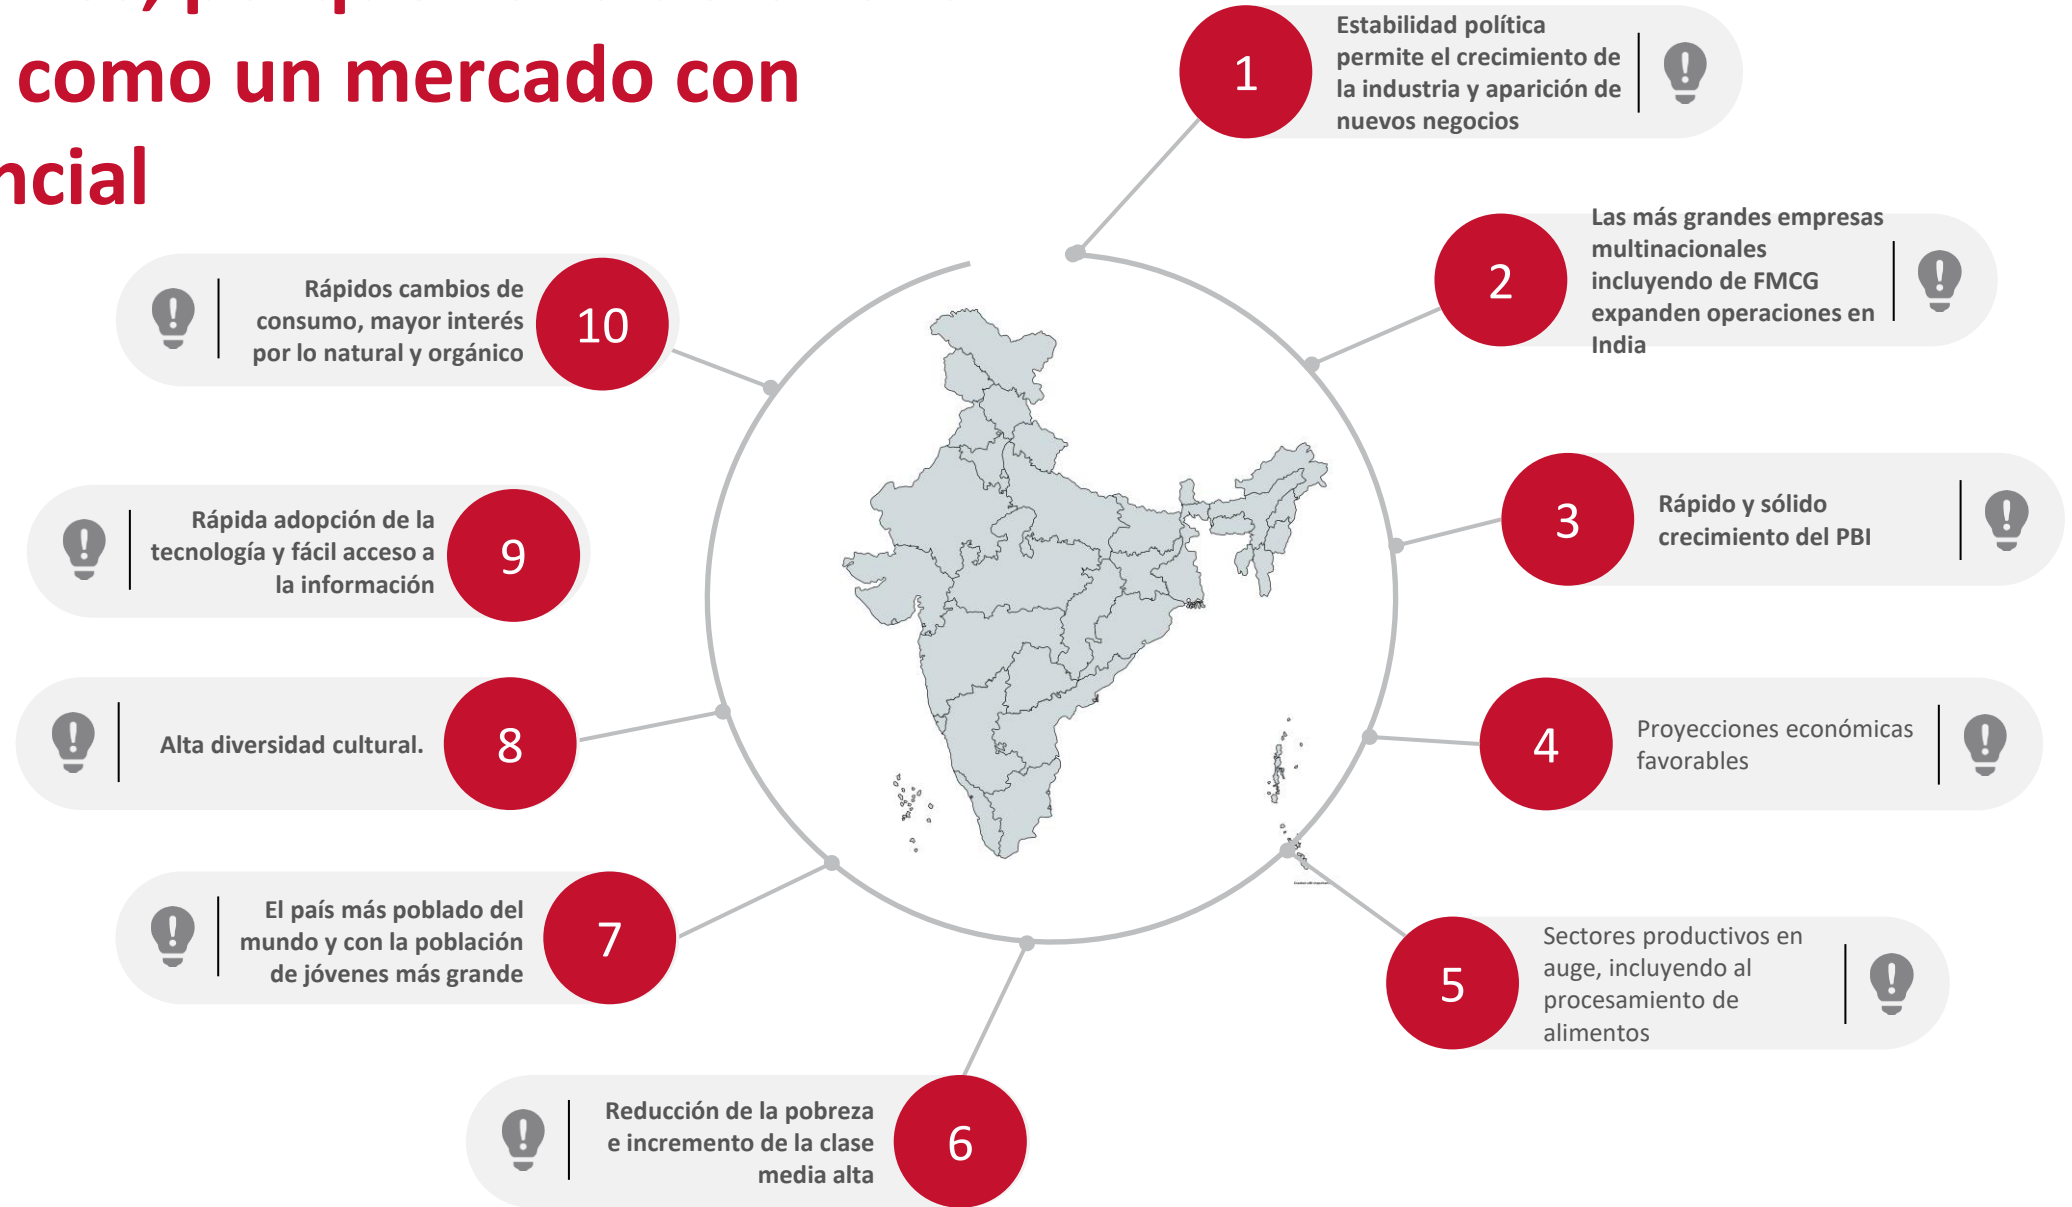 como un mercado con
1
Estabilidad política
permite el crecimiento de
la industria y aparición de
nuevos negocios
2
Las más grandes empresas
multinacionales
incluyendo de FMCG
expanden operaciones en
India
3
Rápido y sólido
crecimiento del PBI
4
Proyecciones económicas
favorables
5
Sectores productivos en
auge, incluyendo al
procesamiento de
alimentos
6
Reducción de la pobreza
e incremento de la clase
media alta
7
El país más poblado del
mundo y con la población
de jóvenes más grande
8
Alta diversidad cultural.
9
Rápida adopción de la
tecnología y fácil acceso a
la información
10
Rápidos cambios de
consumo, mayor interés
por lo natural y orgánico